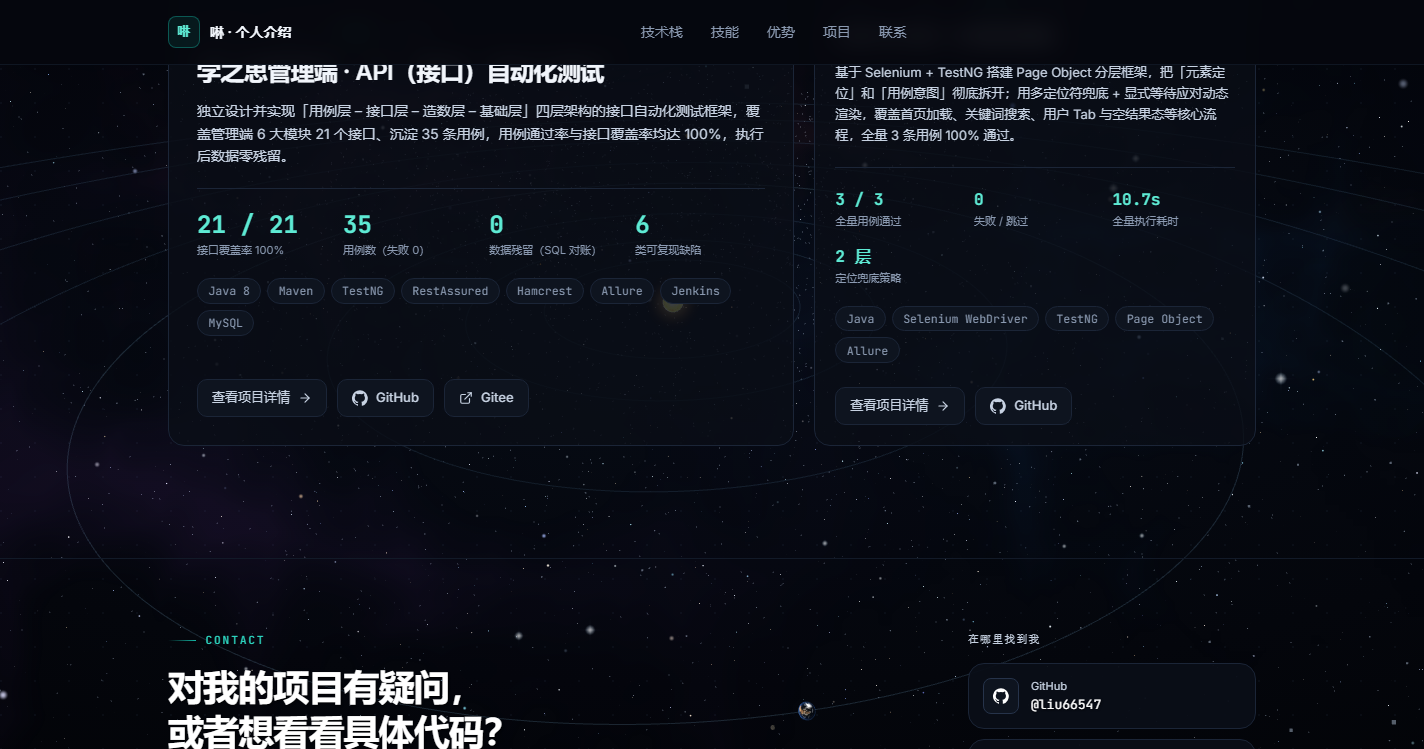 啉
啉 · 个人介绍
技术栈
技能
优势
项目
联系
学之思管理端 · API（接口）自动化测试
独立设计并实现「用例层 – 接口层 – 造数层 – 基础层」四层架构的接口自动化测试框架，覆
盖管理端 6 大模块 21 个接口、沉淀 35 条用例，用例通过率与接口覆盖率均达 100%，执行
后数据零残留。
21 / 21
接口覆盖率 100%
35
用例数（失败 0）
0
数据残留（SQL 对账）
6
类可复现缺陷
Java 8
Maven
TestNG
RestAssured
Hamcrest
Allure
Jenkins
MySQL
查看项目详情 →
GitHub
Gitee
基于 Selenium + TestNG 搭建 Page Object 分层框架，把「元素定
位」和「用例意图」彻底拆开；用多定位符兜底 + 显式等待应对动态
渲染，覆盖首页加载、关键词搜索、用户 Tab 与空结果态等核心流
程，全量 3 条用例 100% 通过。
3 / 3
全量用例通过
0
失败 / 跳过
10.7s
全量执行耗时
2 层
定位兜底策略
Java
Selenium WebDriver
TestNG
Page Object
Allure
查看项目详情 →
GitHub
CONTACT
对我的项目有疑问，
或者想看看具体代码？
在哪里找到我
GitHub
@liu66547